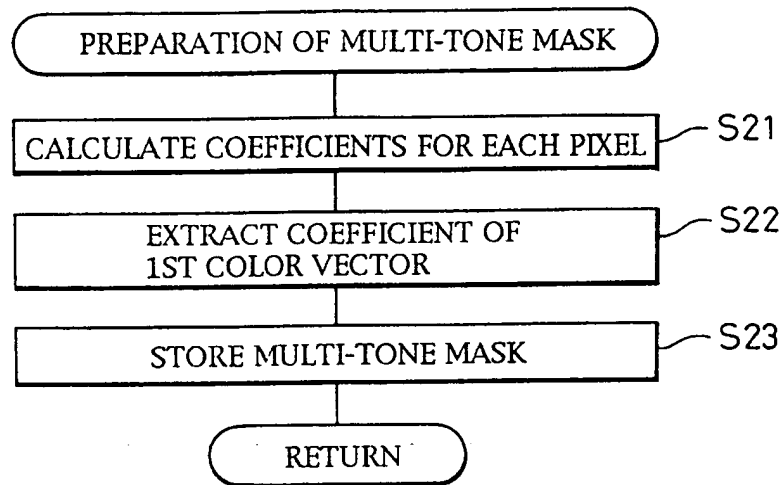 PREPARATION OF MULTI-TONE MASK
CALCULATE COEFFICIENTS FOR EACH PIXEL
S21
EXTRACT COEFFICIENT OF
1ST COLOR VECTOR
S22
STORE MULTI-TONE MASK
S23
RETURN